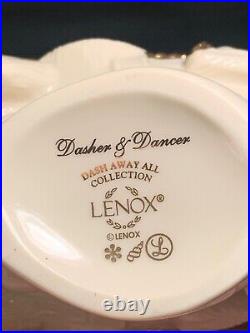 Dasher & Dancer
DASH AWAY ALL
COLLECTION
LENOX®
©LENOX
L